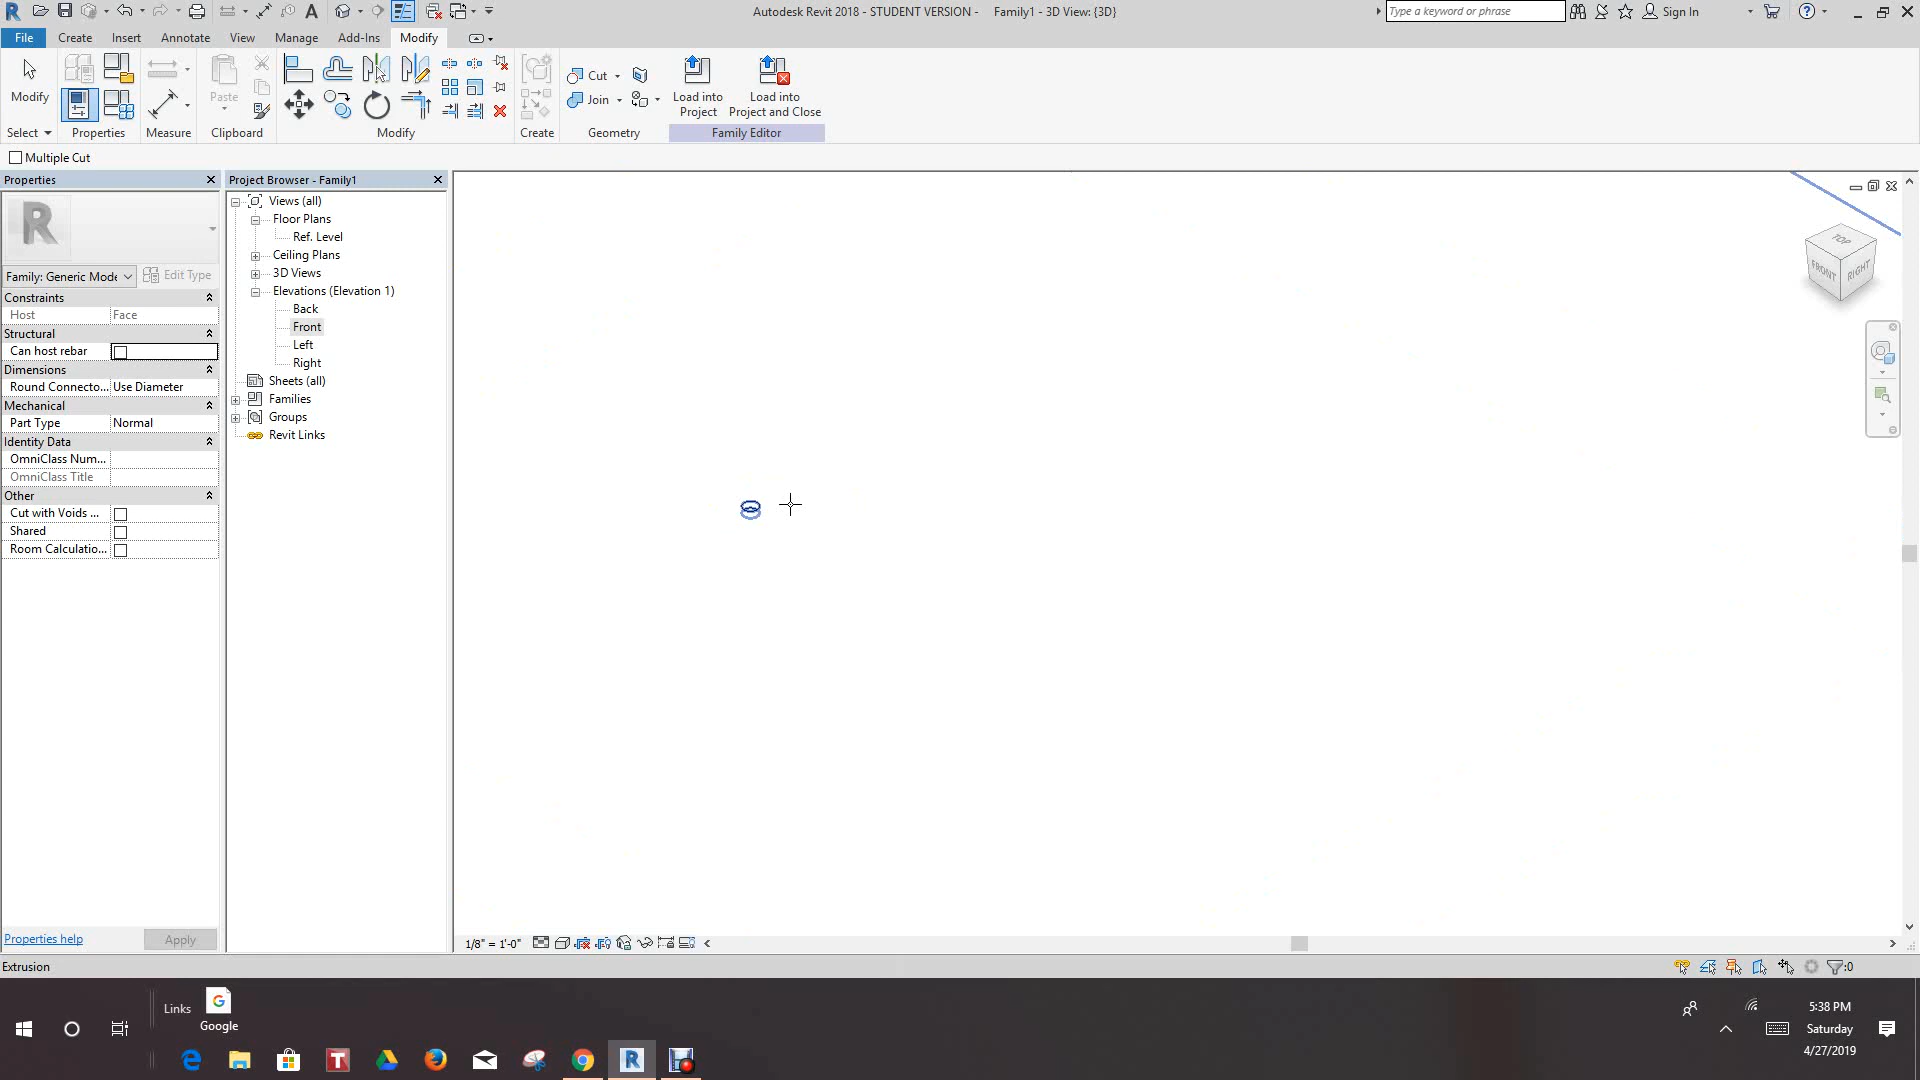 Autodesk Revit 2018 - STUDENT VERSION - Family1 - 3D View: {3D}
Type a keyword or phrase
Sign In
File Create Insert Annotate View Manage Add-Ins Modify
Modify
Paste
Cut
Join
Load into
Project
Load into
Project and Close
Select Properties Measure Clipboard Modify Create Geometry Family Editor
Multiple Cut
Properties
Family: Generic Mode
Edit Type
Constraints
Host Face
Structural
Can host rebar
Dimensions
Round Connecto... Use Diameter
Mechanical
Part Type Normal
Identity Data
OmniClass Num...
OmniClass Title
Other
Cut with Voids ...
Shared
Room Calculatio...
Properties help
Apply
Project Browser - Family1
Views (all)
Floor Plans
Ref. Level
Ceiling Plans
3D Views
Elevations (Elevation 1)
Back
Front
Left
Right
Sheets (all)
Families
Groups
Revit Links
TOP
FRONT
RIGHT
1/8" = 1'-0"
Extrusion
:0
Links
Google
5:38 PM
Saturday
4/27/2019